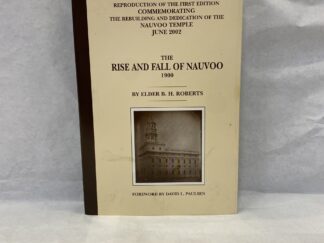 REPRODUCTION OF THE FIRST EDITION
COMMEMORATING
THE REBUILDING AND DEDICATION OF THE
NAUVOO TEMPLE
JUNE 2002
THE
RISE AND FALL OF NAUVOO
1900
BY ELDER B. H. ROBERTS
FOREWORD BY DAVID L. PAULSEN